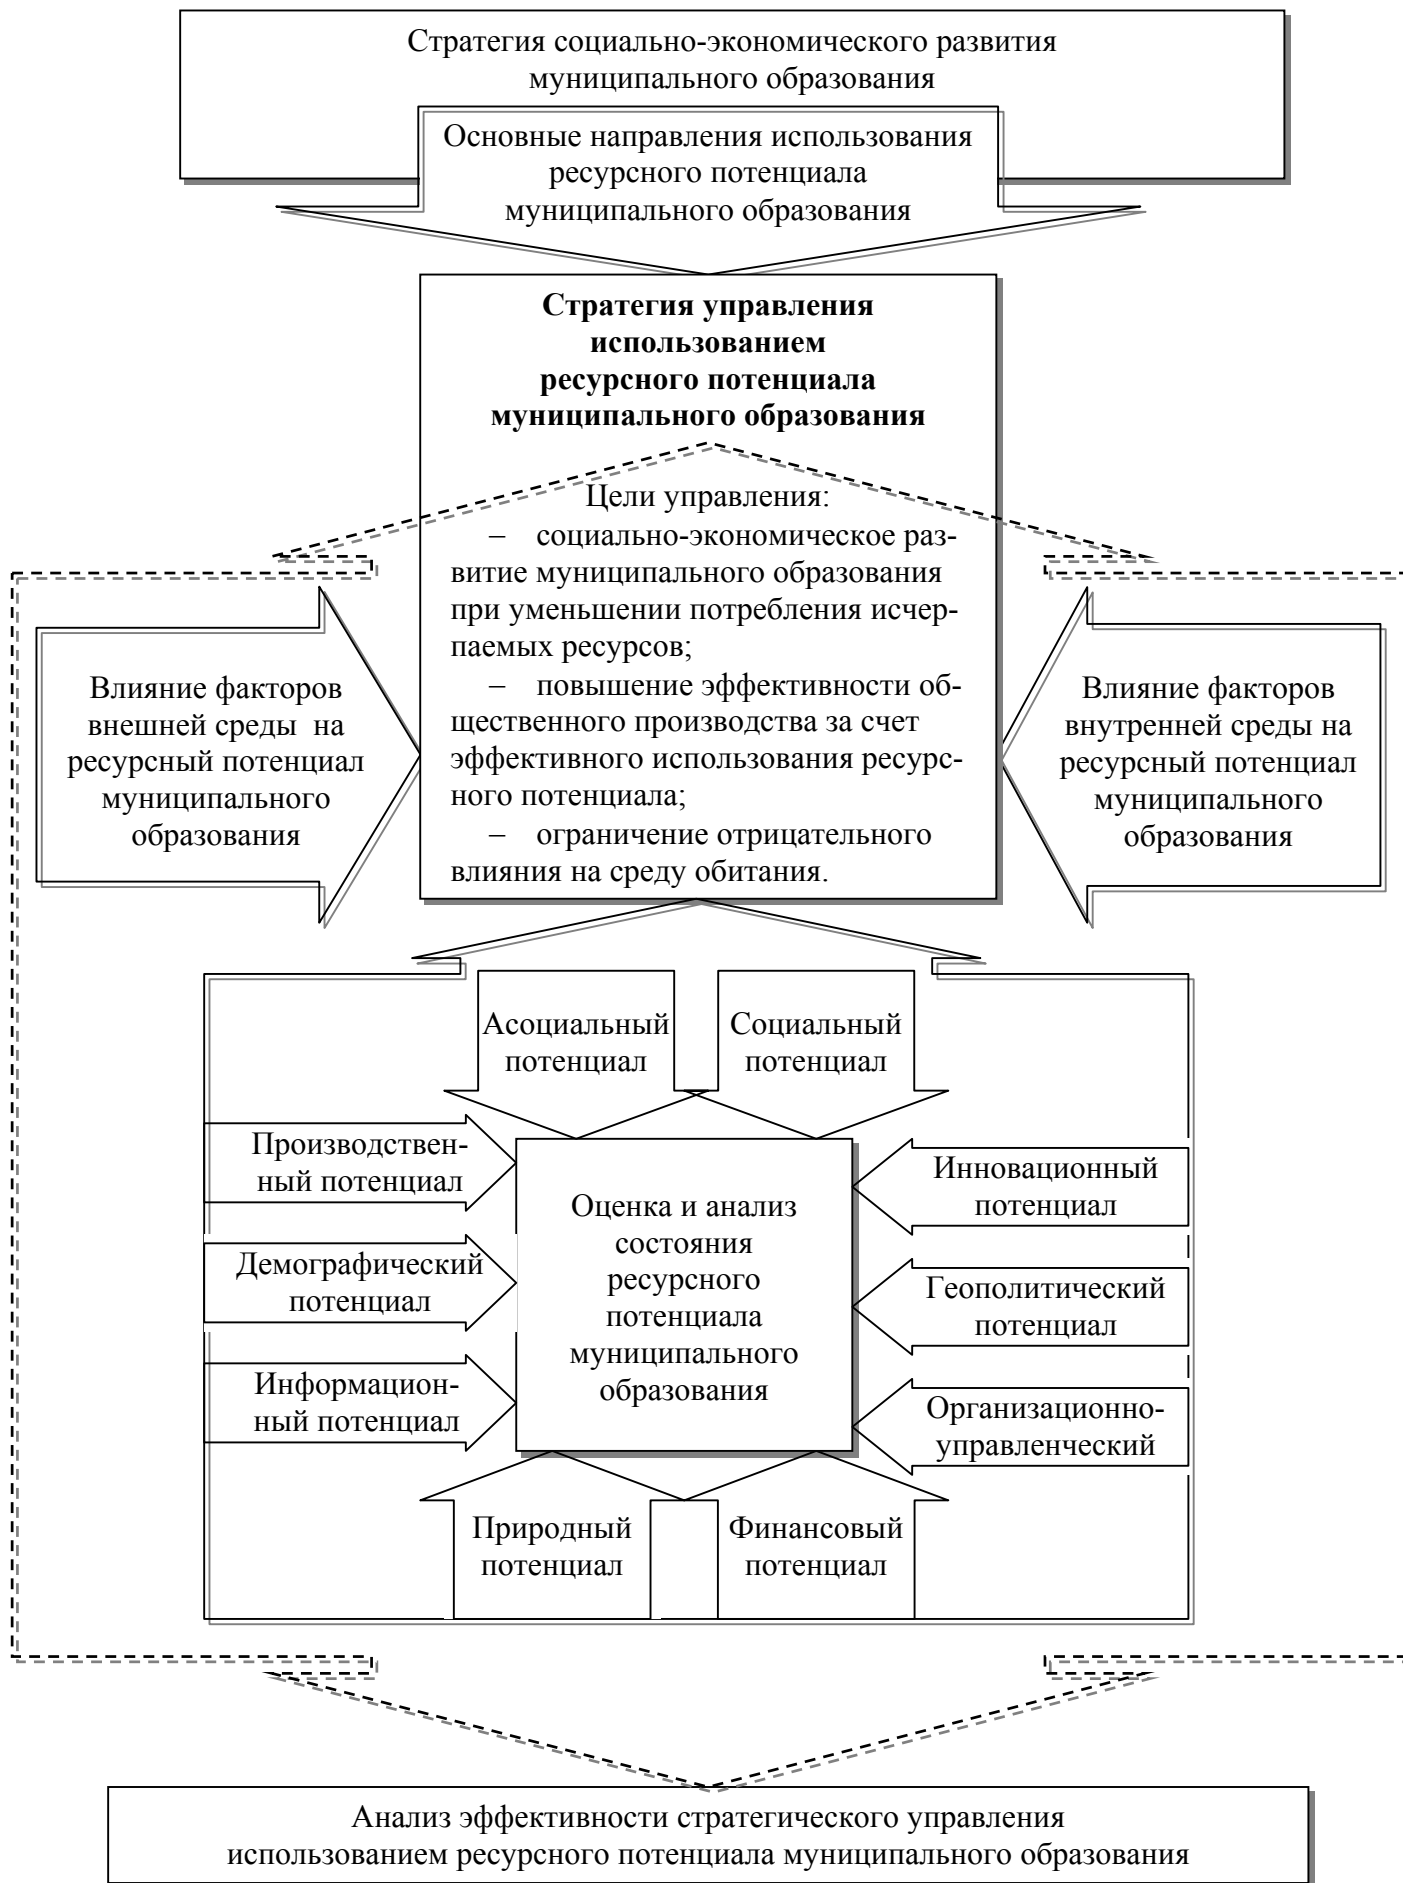 Стратегия социально-экономического развития
муниципального образования
Основные направления использования
ресурсного потенциала
муниципального образования
Стратегия управления
использованием
ресурсного потенциала
муниципального образования
Цели управления:
– социально-экономическое раз-
витие муниципального образования
при уменьшении потребления исчер-
паемых ресурсов;
– повышение эффективности об-
щественного производства за счет
эффективного использования ресурс-
ного потенциала;
– ограничение отрицательного
влияния на среду обитания.
Влияние факторов
внешней среды на
ресурсный потенциал
муниципального
образования
Влияние факторов
внутренней среды на
ресурсный потенциал
муниципального
образования
Асоциальный
потенциал
Социальный
потенциал
Производствен-
ный потенциал
Демографический
потенциал
Информацион-
ный потенциал
Оценка и анализ
состояния
ресурсного
потенциала
муниципального
образования
Инновационный
потенциал
Геополитический
потенциал
Организационно-
управленческий
Природный
потенциал
Финансовый
потенциал
Анализ эффективности стратегического управления
использованием ресурсного потенциала муниципального образования